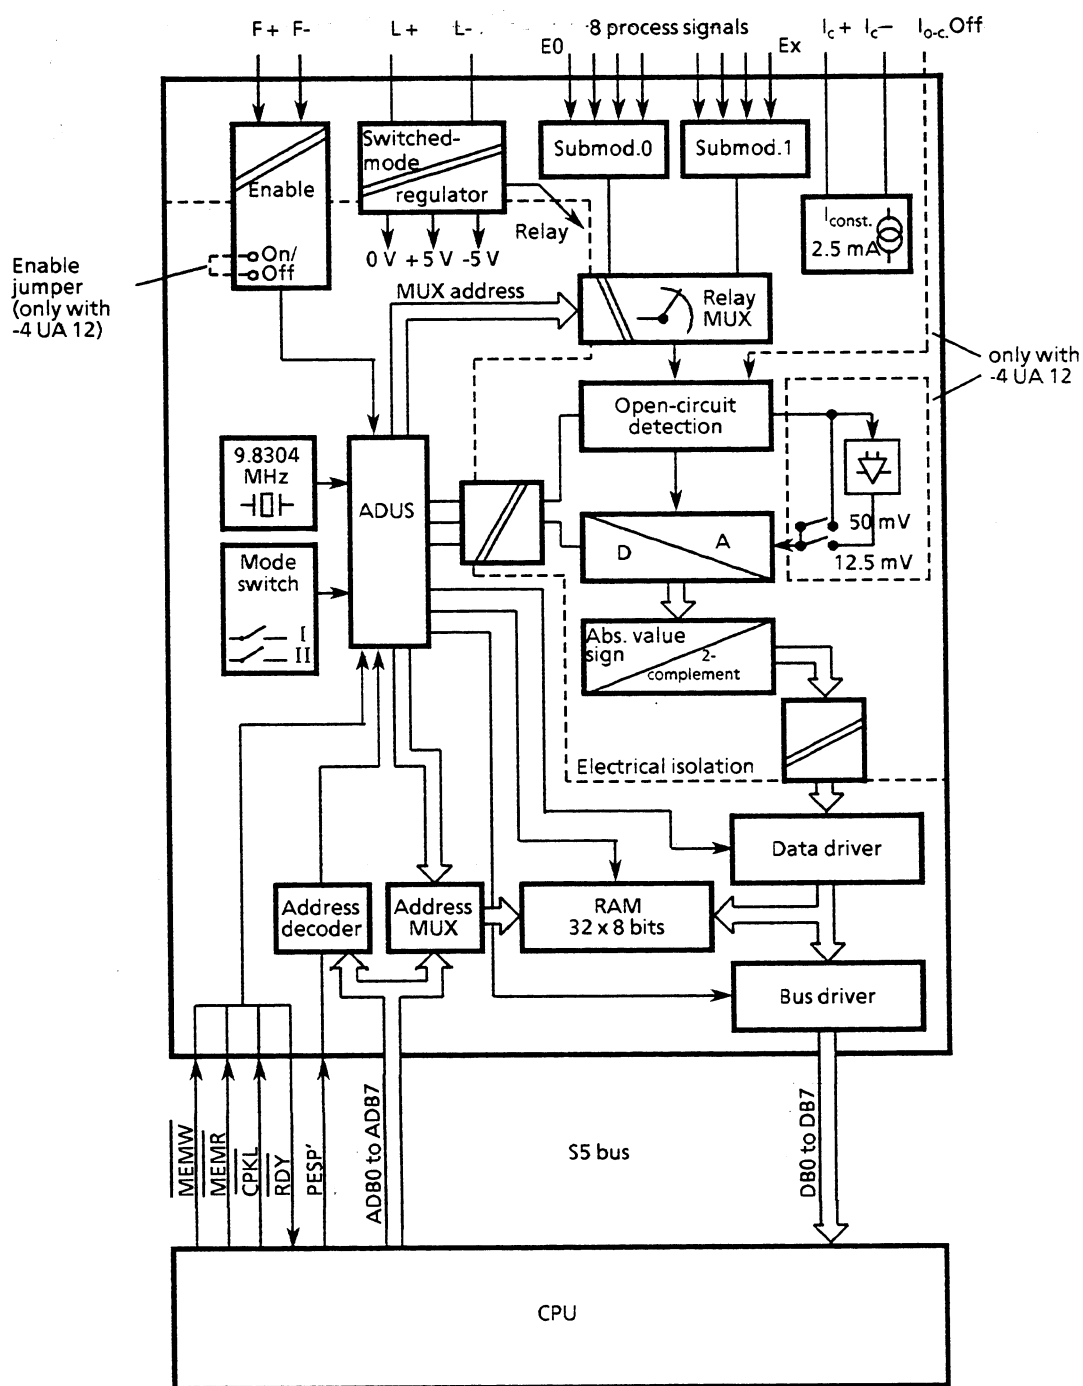 F+ F-
L+ L-
8 process signals
E0
Ex
Ic+ Ic-
Io-c.Off
Enable
On/
Off
Switched-
mode
regulator
0 V +5 V -5 V
Relay
Submod.0
Submod.1
Iconst.
2.5 mA
Enable
jumper
(only with
-4 UA 12)
MUX address
Relay
MUX
only with
-4 UA 12
Open-circuit
detection
9.8304
MHz
ADUS
D
A
50 mV
12.5 mV
Mode
switch
I
II
Abs. value
sign
2-
complement
Electrical isolation
Data driver
Address
decoder
Address
MUX
RAM
32 x 8 bits
Bus driver
MEMW
MEMR
CPKL
RDY
PESP'
ADB0 to ADB7
S5 bus
DB0 to DB7
CPU